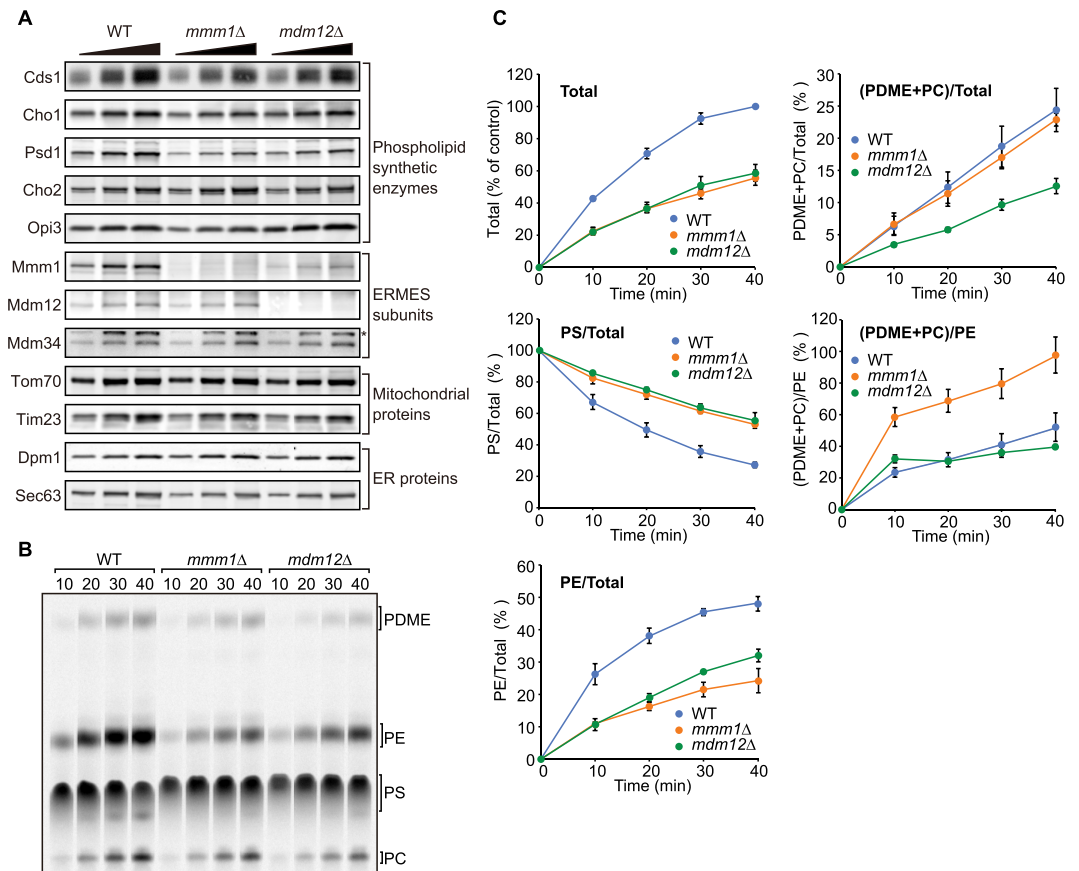 A
WT mmm1Δ mdm12Δ
Cds1
Cho1
Psd1
Cho2
Opi3
Phospholipid
synthetic
enzymes
Mmm1
Mdm12
Mdm34
*
ERMES
subunits
Tom70
Tim23
Mitochondrial
proteins
Dpm1
Sec63
ER proteins
B
WT mmm1Δ mdm12Δ
10 20 30 40 10 20 30 40 10 20 30 40
PDME
PE
PS
PC
C
Total
Total (% of control)
120
100
80
60
40
20
0
WT
mmm1Δ
mdm12Δ
0 10 20 30 40
Time (min)
(PDME+PC)/Total
PDME+PC/Total (%)
30
25
20
15
10
5
0
WT
mmm1Δ
mdm12Δ
0 10 20 30 40
Time (min)
PS/Total
PS/Total (%)
120
100
80
60
40
20
0
WT
mmm1Δ
mdm12Δ
0 10 20 30 40
Time (min)
(PDME+PC)/PE
(PDME+PC)/PE (%)
120
100
80
60
40
20
0
WT
mmm1Δ
mdm12Δ
0 10 20 30 40
Time (min)
PE/Total
PE/Total (%)
60
50
40
30
20
10
0
WT
mmm1Δ
mdm12Δ
0 10 20 30 40
Time (min)